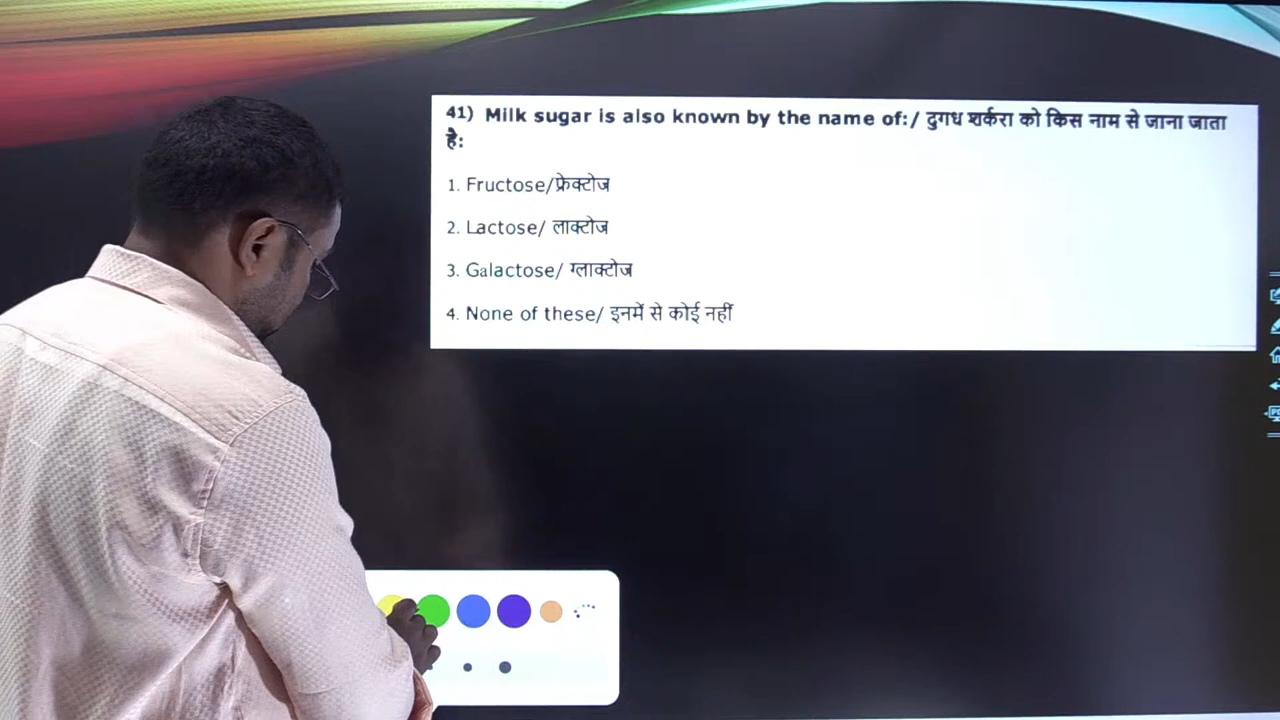 41) Milk sugar is also known by the name of:/ दुगध शर्करा को किस नाम से जाना जाता
है:
1. Fructose/फ्रेक्टोज
2. Lactose/ लाक्टोज
3. Galactose/ ग्लाक्टोज
4. None of these/ इनमें से कोई नहीं